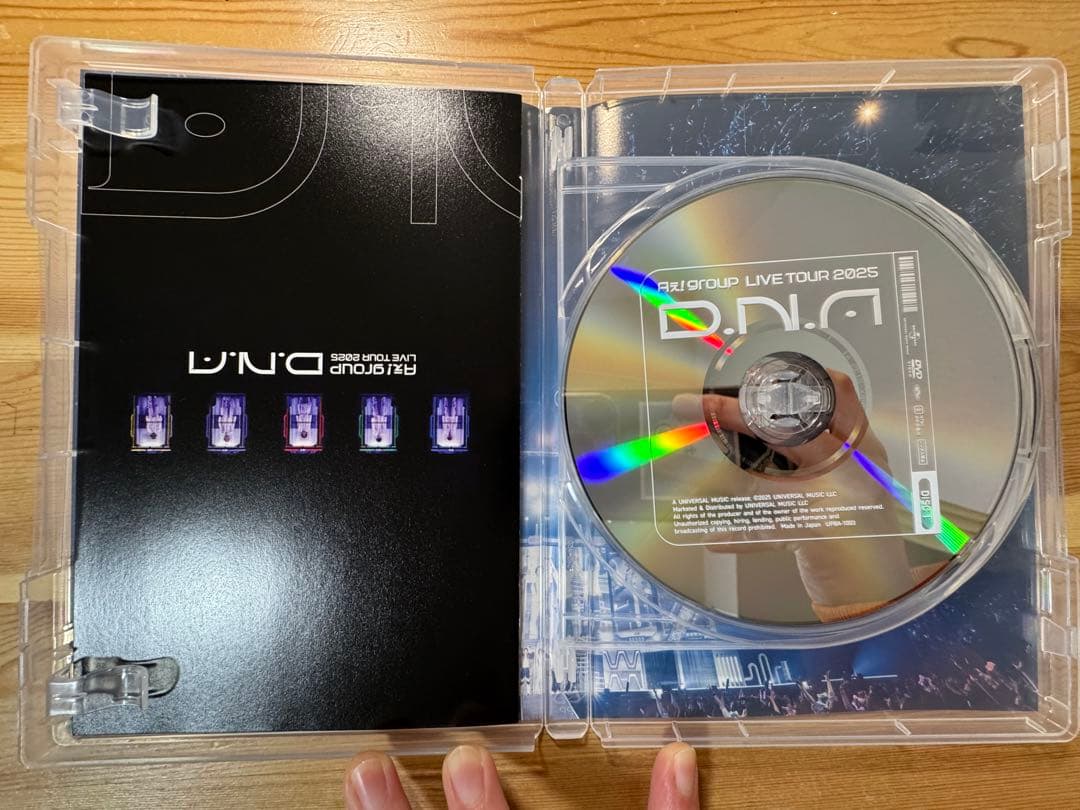 Aぇ! group
LIVE TOUR 2025
D.N.A
Aぇ! group LIVE TOUR 2025
D.N.A
DVD
A UNIVERSAL MUSIC release, ©2025 UNIVERSAL MUSIC LLC
Marketed & Distributed by UNIVERSAL MUSIC LLC
All rights of the producer and of the owner of the work reproduced reserved.
Unauthorized copying, hiring, lending, public performance and
broadcasting of this record prohibited. Made in Japan UPBA-1003